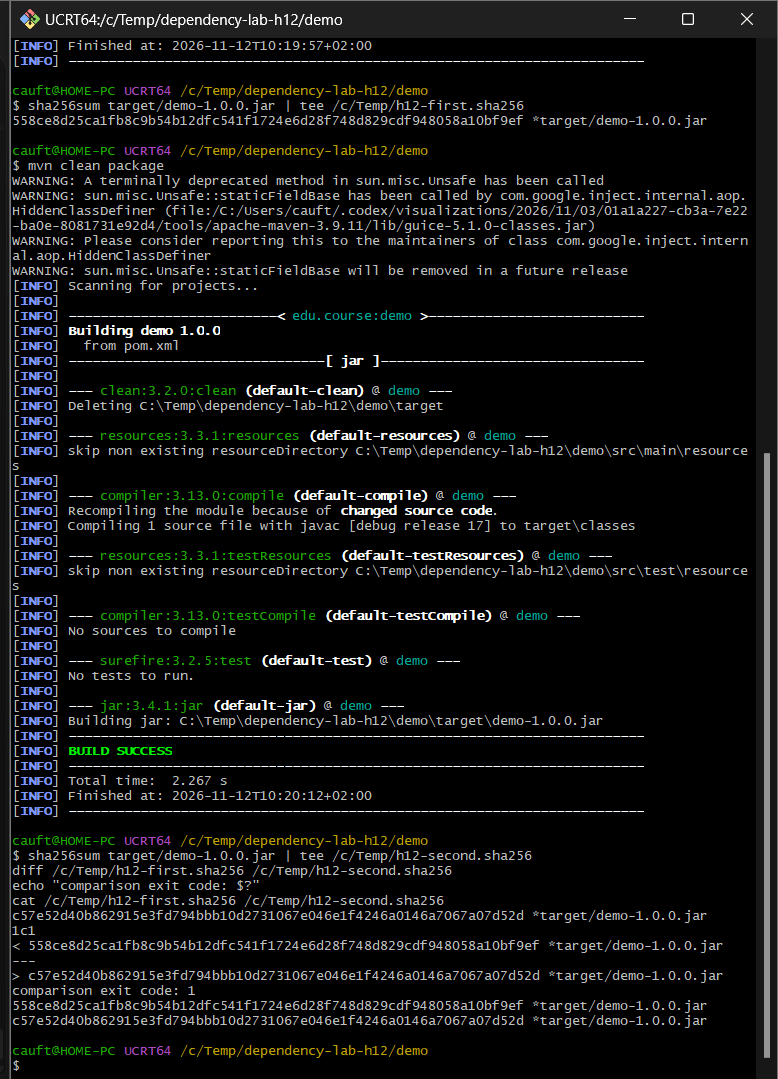 UCRT64:/c/Temp/dependency-lab-h12/demo
[INFO] Finished at: 2026-11-12T10:19:57+02:00
[INFO] ------------------------------------------------------------------------
cauft@HOME-PC UCRT64 /c/Temp/dependency-lab-h12/demo
$ sha256sum target/demo-1.0.0.jar | tee /c/Temp/h12-first.sha256
558ce8d25ca1fb8c9b54b12dfc541f1724e6d28f748d829cdf948058a10bf9ef *target/demo-1.0.0.jar
cauft@HOME-PC UCRT64 /c/Temp/dependency-lab-h12/demo
$ mvn clean package
WARNING: A terminally deprecated method in sun.misc.Unsafe has been called
WARNING: sun.misc.Unsafe::staticFieldBase has been called by com.google.inject.internal.aop.
HiddenClassDefiner (file:/C:/Users/cauft/.codex/visualizations/2026/11/03/01a1a227-cb3a-7e22
-ba0e-8081731e92d4/tools/apache-maven-3.9.11/lib/guice-5.1.0-classes.jar)
WARNING: Please consider reporting this to the maintainers of class com.google.inject.intern
al.aop.HiddenClassDefiner
WARNING: sun.misc.Unsafe::staticFieldBase will be removed in a future release
[INFO] Scanning for projects...
[INFO]
[INFO] --------------------------< edu.course:demo >---------------------------
[INFO] Building demo 1.0.0
[INFO]   from pom.xml
[INFO] --------------------------------[ jar ]---------------------------------
[INFO]
[INFO] --- clean:3.2.0:clean (default-clean) @ demo ---
[INFO] Deleting C:\Temp\dependency-lab-h12\demo\target
[INFO]
[INFO] --- resources:3.3.1:resources (default-resources) @ demo ---
[INFO] skip non existing resourceDirectory C:\Temp\dependency-lab-h12\demo\src\main\resource
s
[INFO]
[INFO] --- compiler:3.13.0:compile (default-compile) @ demo ---
[INFO] Recompiling the module because of changed source code.
[INFO] Compiling 1 source file with javac [debug release 17] to target\classes
[INFO]
[INFO] --- resources:3.3.1:testResources (default-testResources) @ demo ---
[INFO] skip non existing resourceDirectory C:\Temp\dependency-lab-h12\demo\src\test\resource
s
[INFO]
[INFO] --- compiler:3.13.0:testCompile (default-testCompile) @ demo ---
[INFO] No sources to compile
[INFO]
[INFO] --- surefire:3.2.5:test (default-test) @ demo ---
[INFO] No tests to run.
[INFO]
[INFO] --- jar:3.4.1:jar (default-jar) @ demo ---
[INFO] Building jar: C:\Temp\dependency-lab-h12\demo\target\demo-1.0.0.jar
[INFO] ------------------------------------------------------------------------
[INFO] BUILD SUCCESS
[INFO] ------------------------------------------------------------------------
[INFO] Total time:  2.267 s
[INFO] Finished at: 2026-11-12T10:20:12+02:00
[INFO] ------------------------------------------------------------------------
cauft@HOME-PC UCRT64 /c/Temp/dependency-lab-h12/demo
$ sha256sum target/demo-1.0.0.jar | tee /c/Temp/h12-second.sha256
diff /c/Temp/h12-first.sha256 /c/Temp/h12-second.sha256
echo "comparison exit code: $?"
cat /c/Temp/h12-first.sha256 /c/Temp/h12-second.sha256
c57e52d40b862915e3fd794bbb10d2731067e046e1f4246a0146a7067a07d52d *target/demo-1.0.0.jar
1c1
< 558ce8d25ca1fb8c9b54b12dfc541f1724e6d28f748d829cdf948058a10bf9ef *target/demo-1.0.0.jar
---
> c57e52d40b862915e3fd794bbb10d2731067e046e1f4246a0146a7067a07d52d *target/demo-1.0.0.jar
comparison exit code: 1
558ce8d25ca1fb8c9b54b12dfc541f1724e6d28f748d829cdf948058a10bf9ef *target/demo-1.0.0.jar
c57e52d40b862915e3fd794bbb10d2731067e046e1f4246a0146a7067a07d52d *target/demo-1.0.0.jar
cauft@HOME-PC UCRT64 /c/Temp/dependency-lab-h12/demo
$